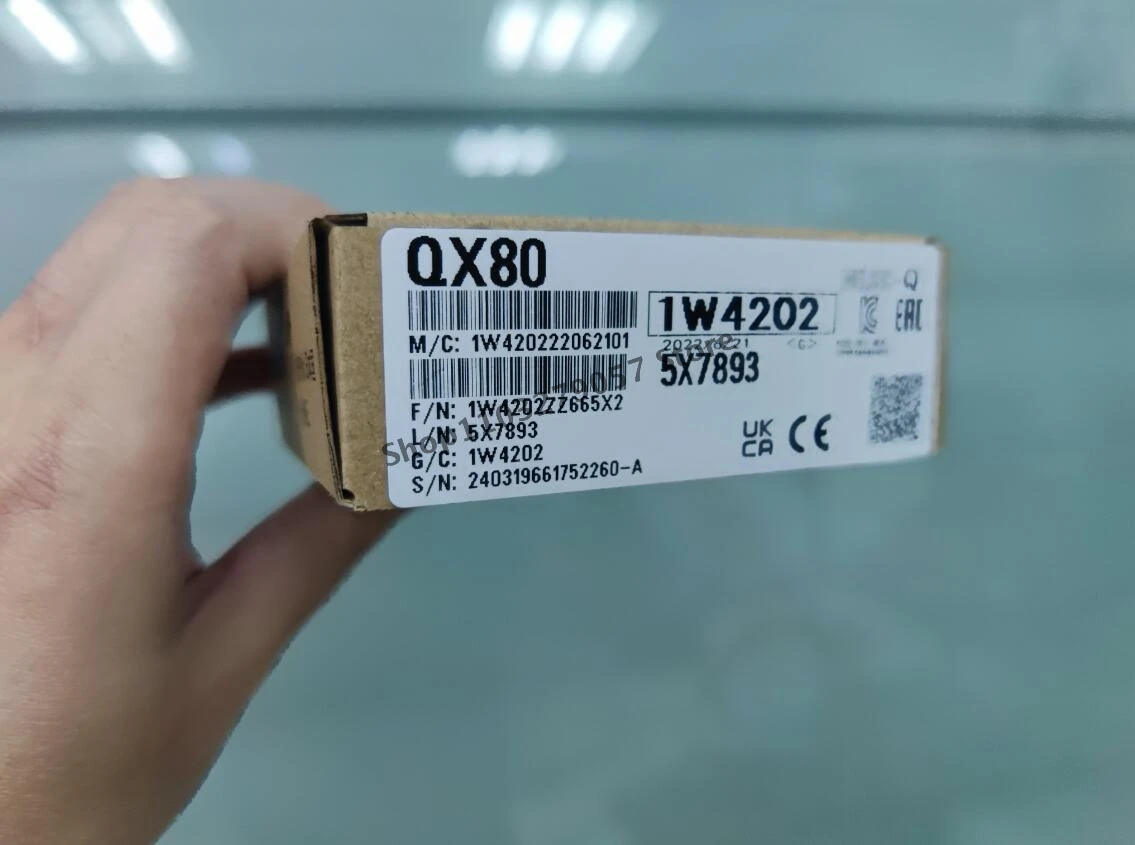 QX80
Q
M/C: 1W420222062101
1W4202
EAC
<G>
5X7893
F/N: 1W4202ZZ665X2
L/N: 5X7893
G/C: 1W4202
S/N: 240319661752260-A
UK
CA
CE